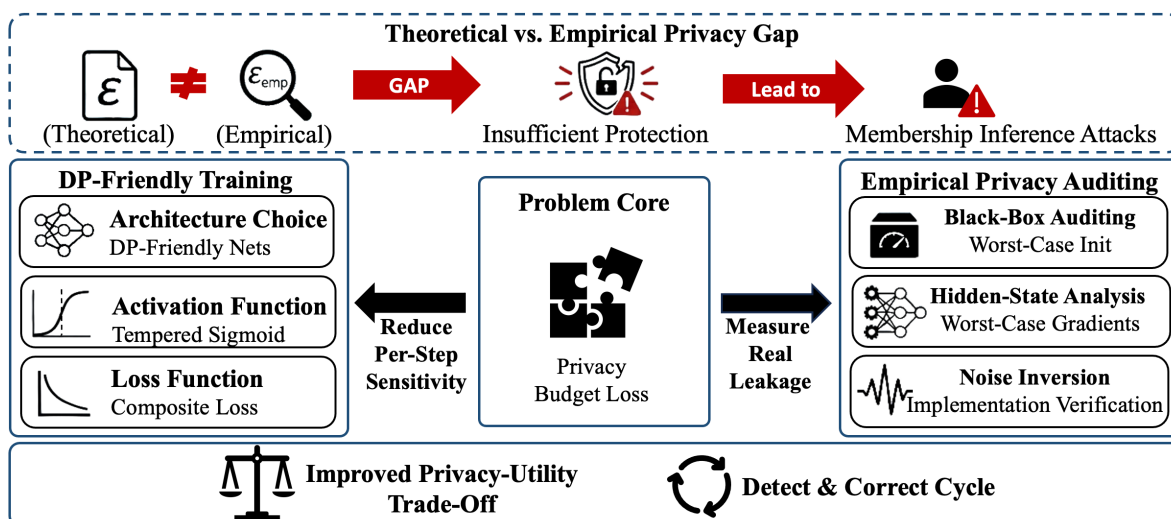 Theoretical vs. Empirical Privacy Gap
ε
≠
ε_emp
GAP
Lead to
(Theoretical)
(Empirical)
Insufficient Protection
Membership Inference Attacks
DP-Friendly Training
Architecture Choice
DP-Friendly Nets
Activation Function
Tempered Sigmoid
Loss Function
Composite Loss
Reduce
Per-Step
Sensitivity
Problem Core
Privacy
Budget Loss
Measure
Real
Leakage
Empirical Privacy Auditing
Black-Box Auditing
Worst-Case Init
Hidden-State Analysis
Worst-Case Gradients
Noise Inversion
Implementation Verification
Improved Privacy-Utility
Trade-Off
Detect & Correct Cycle